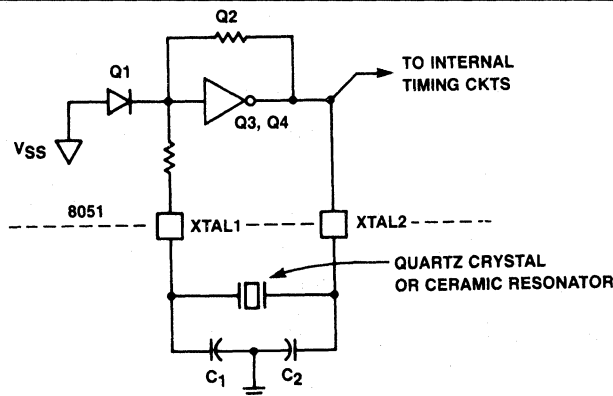 Q2
TO INTERNAL
TIMING CKTS
Q1
Q3, Q4
VSS
8051
XTAL1
XTAL2
QUARTZ CRYSTAL
OR CERAMIC RESONATOR
C1
C2